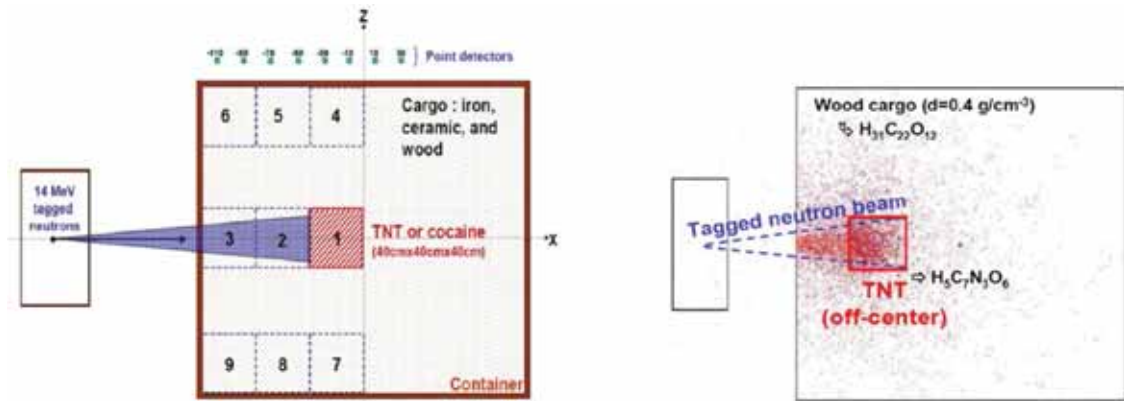 Z
Point detectors
6 5 4
Cargo : iron,
ceramic, and
wood
14 MeV
tagged
neutrons
3 2 1
X
TNT or cocaine
(40cmx40cmx40cm)
9 8 7
Container
Wood cargo (d=0.4 g/cm⁻³)
H₃₁C₂₂O₁₂
Tagged neutron beam
⇨ H₅C₇N₃O₆
TNT
(off-center)